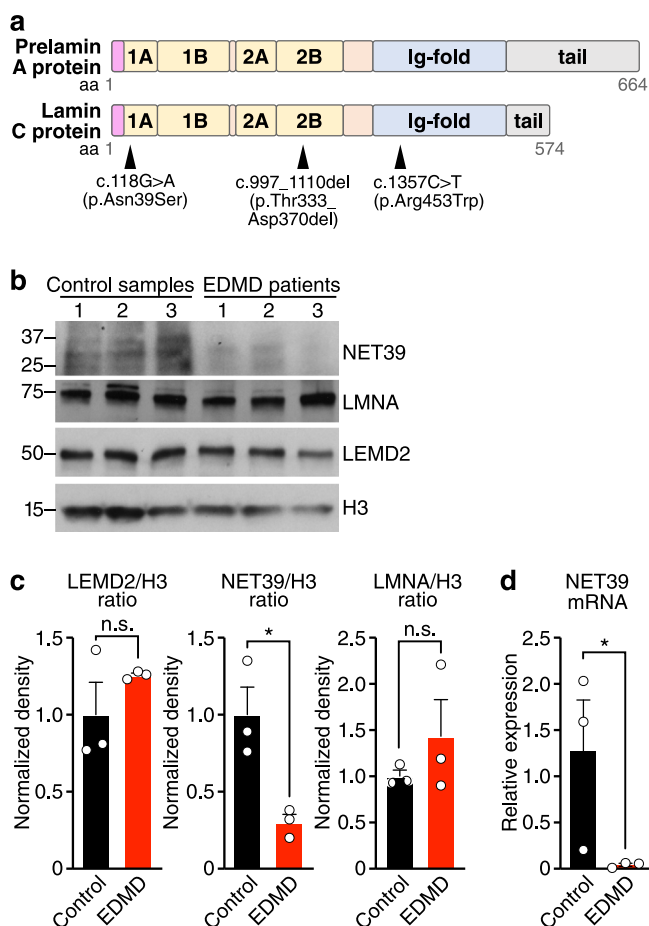 a
Prelamin
A protein
1A 1B 2A 2B Ig-fold tail
aa 1 664
Lamin
C protein
1A 1B 2A 2B Ig-fold tail
aa 1 574
c.118G>A
(p.Asn39Ser)
c.997_1110del
(p.Thr333_
Asp370del)
c.1357C>T
(p.Arg453Trp)
b
Control samples EDMD patients
1 2 3 1 2 3
37
25
NET39
75
LMNA
50
LEMD2
15
H3
c
LEMD2/H3
ratio
n.s.
Normalized density
1.5
1.0
0.5
0
Control
EDMD
NET39/H3
ratio
*
Normalized density
1.5
1.0
0.5
0
Control
EDMD
LMNA/H3
ratio
n.s.
Normalized density
2.5
2.0
1.5
1.0
0.5
0
Control
EDMD
d
NET39
mRNA
*
Relative expression
2.5
2.0
1.5
1.0
0.5
0
Control
EDMD